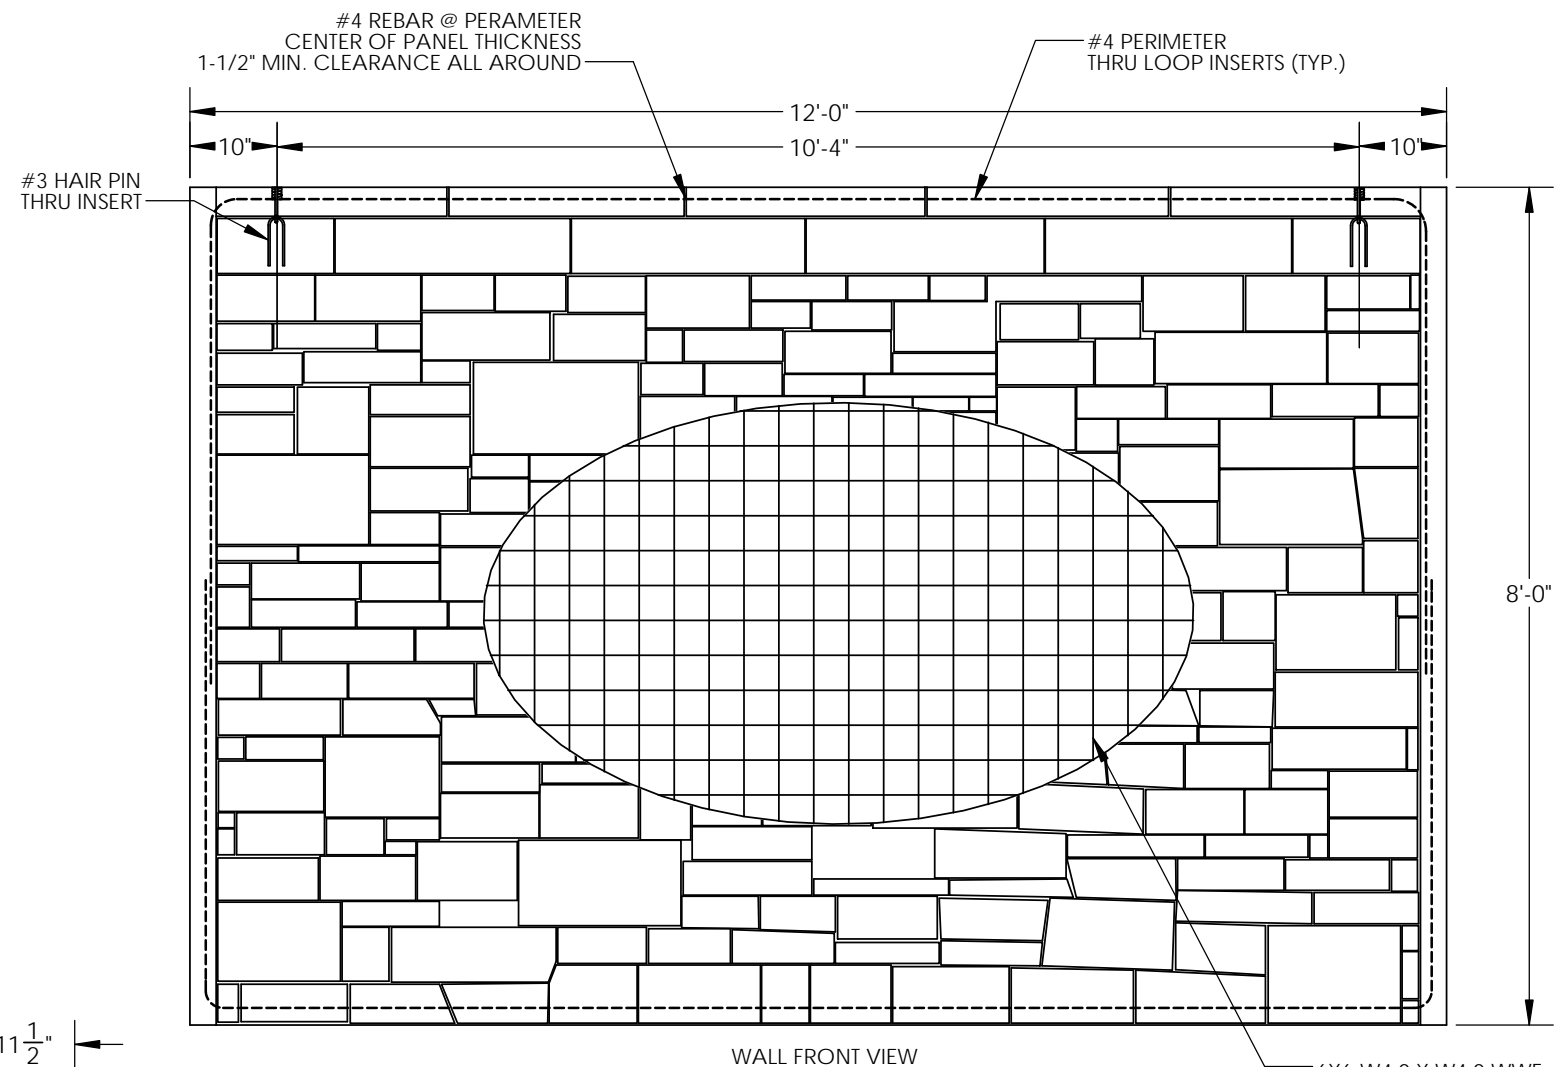 #4 REBAR @ PERAMETER
CENTER OF PANEL THICKNESS
1-1/2" MIN. CLEARANCE ALL AROUND
#4 PERIMETER
THRU LOOP INSERTS (TYP.)
12'-0"
10"
10'-4"
10"
#3 HAIR PIN
THRU INSERT
8'-0"
11 1/2"
WALL FRONT VIEW